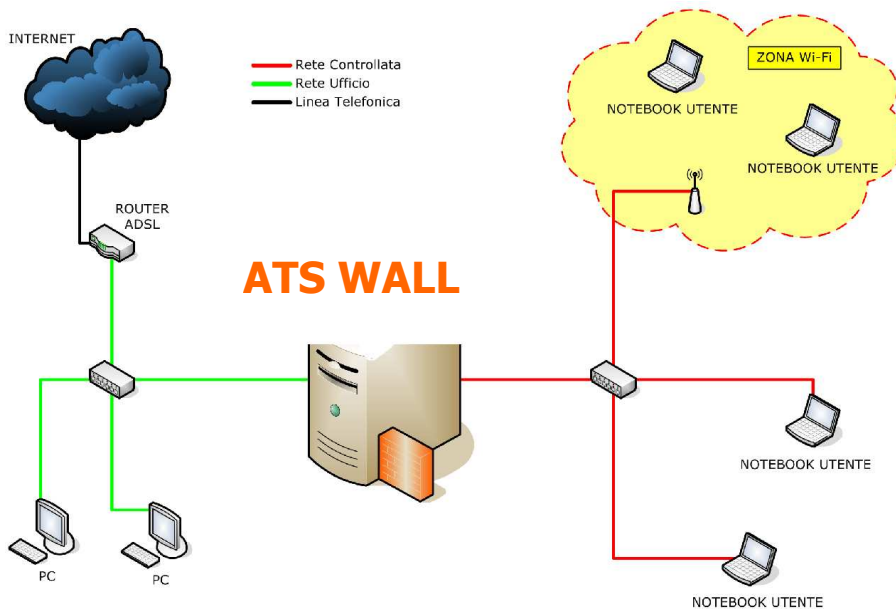 INTERNET
Rete Controllata
Rete Ufficio
Linea Telefonica
ZONA Wi-Fi
NOTEBOOK UTENTE
NOTEBOOK UTENTE
ROUTER
ADSL
ATS WALL
NOTEBOOK UTENTE
PC
PC
NOTEBOOK UTENTE